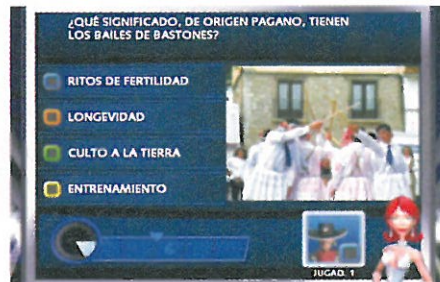 ¿QUÉ SIGNIFICADO, DE ORIGEN PAGANO, TIENEN
LOS BAILES DE BASTONES?
RITOS DE FERTILIDAD
LONGEVIDAD
CULTO A LA TIERRA
ENTRENAMIENTO
JUGAD. 1